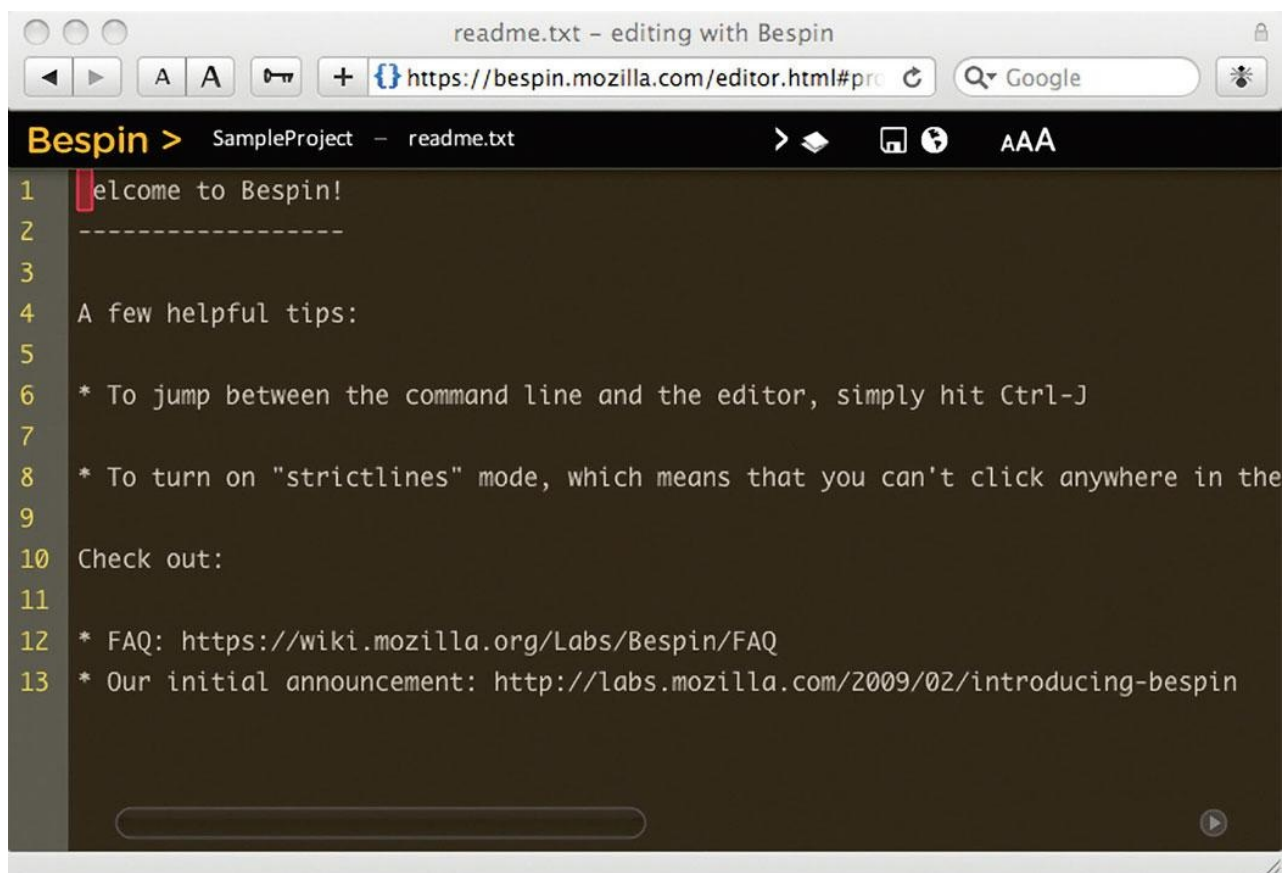 readme.txt – editing with Bespin
A A + {} https://bespin.mozilla.com/editor.html#pro Q Google
Bespin > SampleProject – readme.txt AAA
1 elcome to Bespin!
2 ------------------
3
4 A few helpful tips:
5
6 * To jump between the command line and the editor, simply hit Ctrl-J
7
8 * To turn on "strictlines" mode, which means that you can't click anywhere in the
9
10 Check out:
11
12 * FAQ: https://wiki.mozilla.org/Labs/Bespin/FAQ
13 * Our initial announcement: http://labs.mozilla.com/2009/02/introducing-bespin